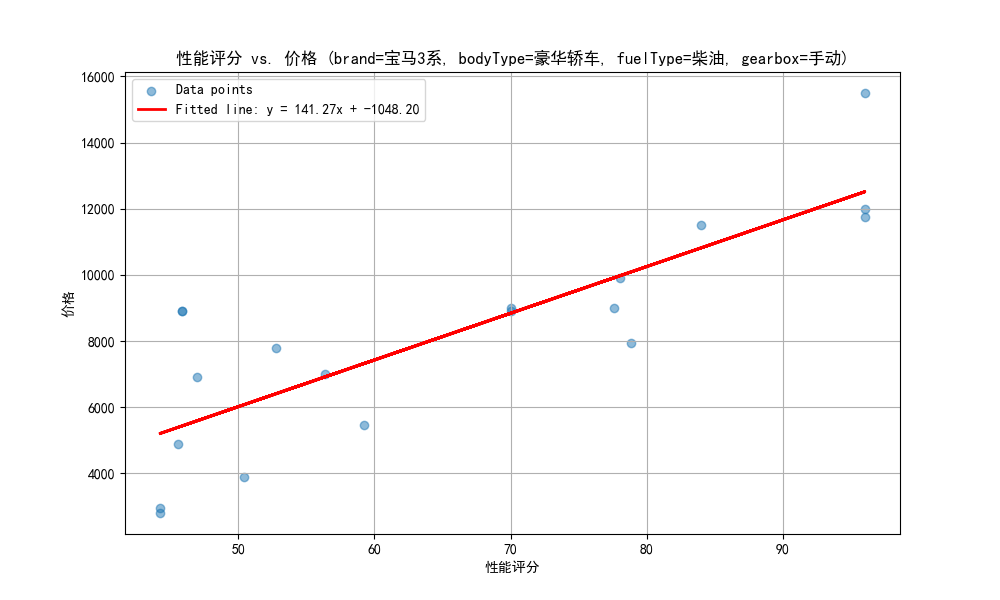 性能评分 vs. 价格 (brand=宝马3系, bodyType=豪华轿车, fuelType=柴油, gearbox=手动)
Data points
Fitted line: y = 141.27x + -1048.20
16000
14000
12000
10000
8000
6000
4000
价格
50 60 70 80 90
性能评分